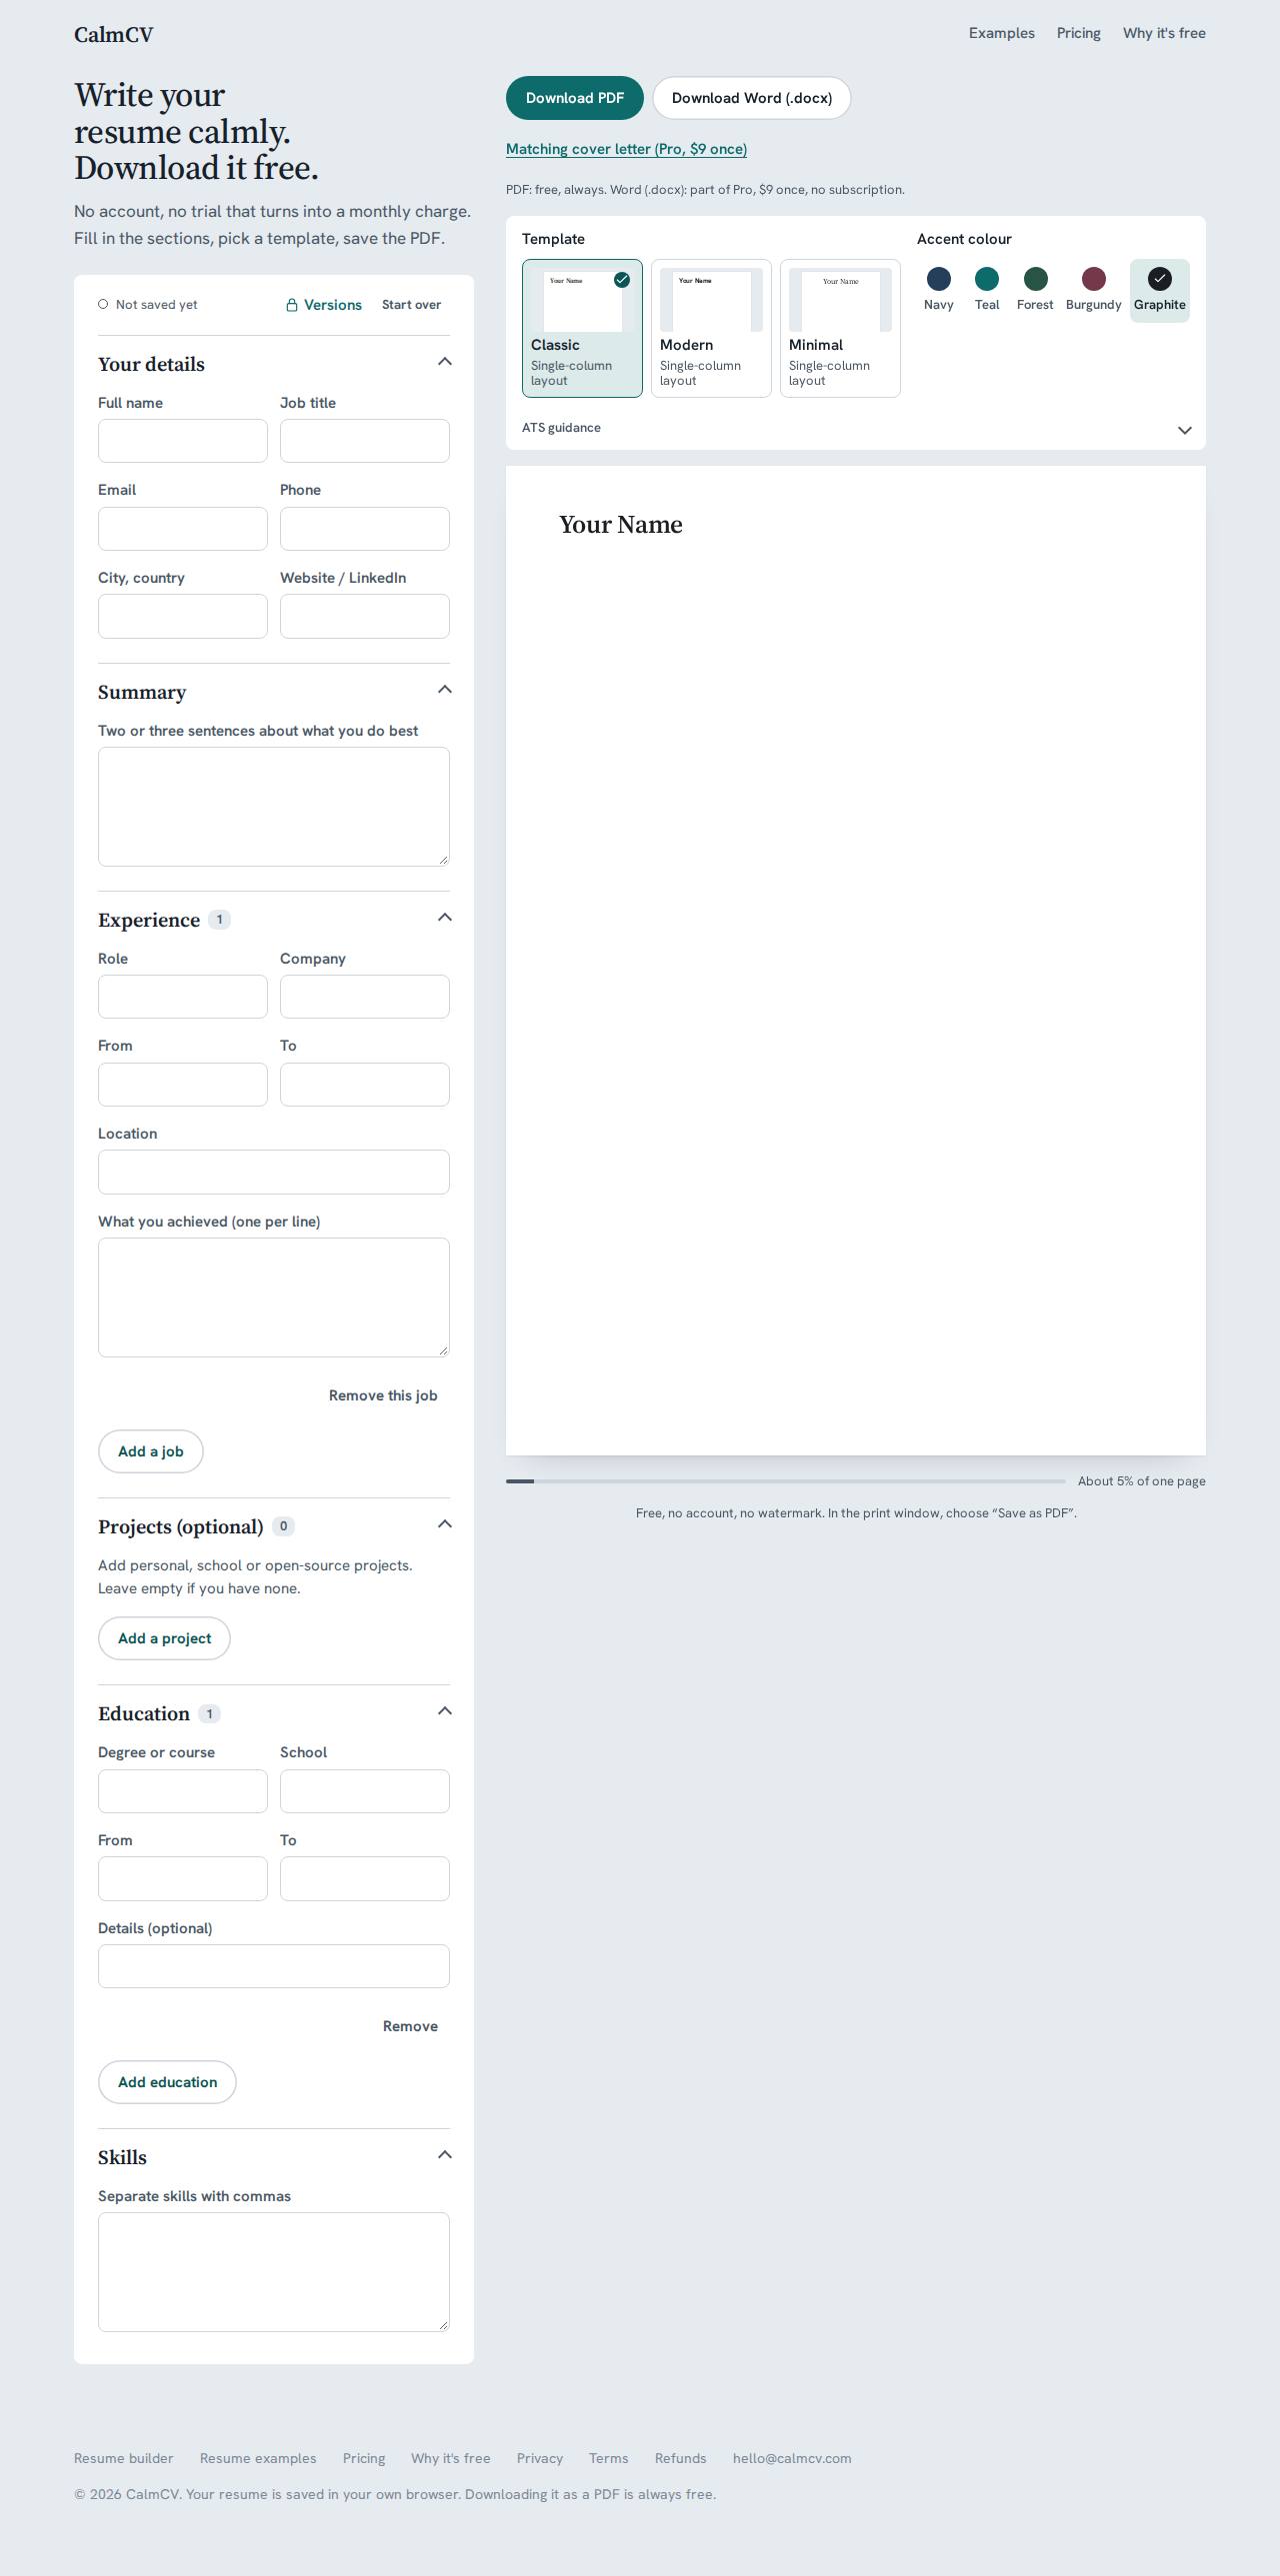 CalmCV
Examples Pricing Why it's free
Write your
resume calmly.
Download it free.
No account, no trial that turns into a monthly charge.
Fill in the sections, pick a template, save the PDF.
Not saved yet Versions Start over
Your details
Full name Job title
Email Phone
City, country Website / LinkedIn
Summary
Two or three sentences about what you do best
Experience 1
Role Company
From To
Location
What you achieved (one per line)
Remove this job
Add a job
Projects (optional) 0
Add personal, school or open-source projects.
Leave empty if you have none.
Add a project
Education 1
Degree or course School
From To
Details (optional)
Remove
Add education
Skills
Separate skills with commas
Download PDF Download Word (.docx)
Matching cover letter (Pro, $9 once)
PDF: free, always. Word (.docx): part of Pro, $9 once, no subscription.
Template
Your Name Your Name Your Name
Classic Modern Minimal
Single-column Single-column Single-column
layout layout layout
Accent colour
Navy Teal Forest Burgundy Graphite
ATS guidance
Your Name
About 5% of one page
Free, no account, no watermark. In the print window, choose “Save as PDF”.
Resume builder Resume examples Pricing Why it's free Privacy Terms Refunds hello@calmcv.com
© 2026 CalmCV. Your resume is saved in your own browser. Downloading it as a PDF is always free.